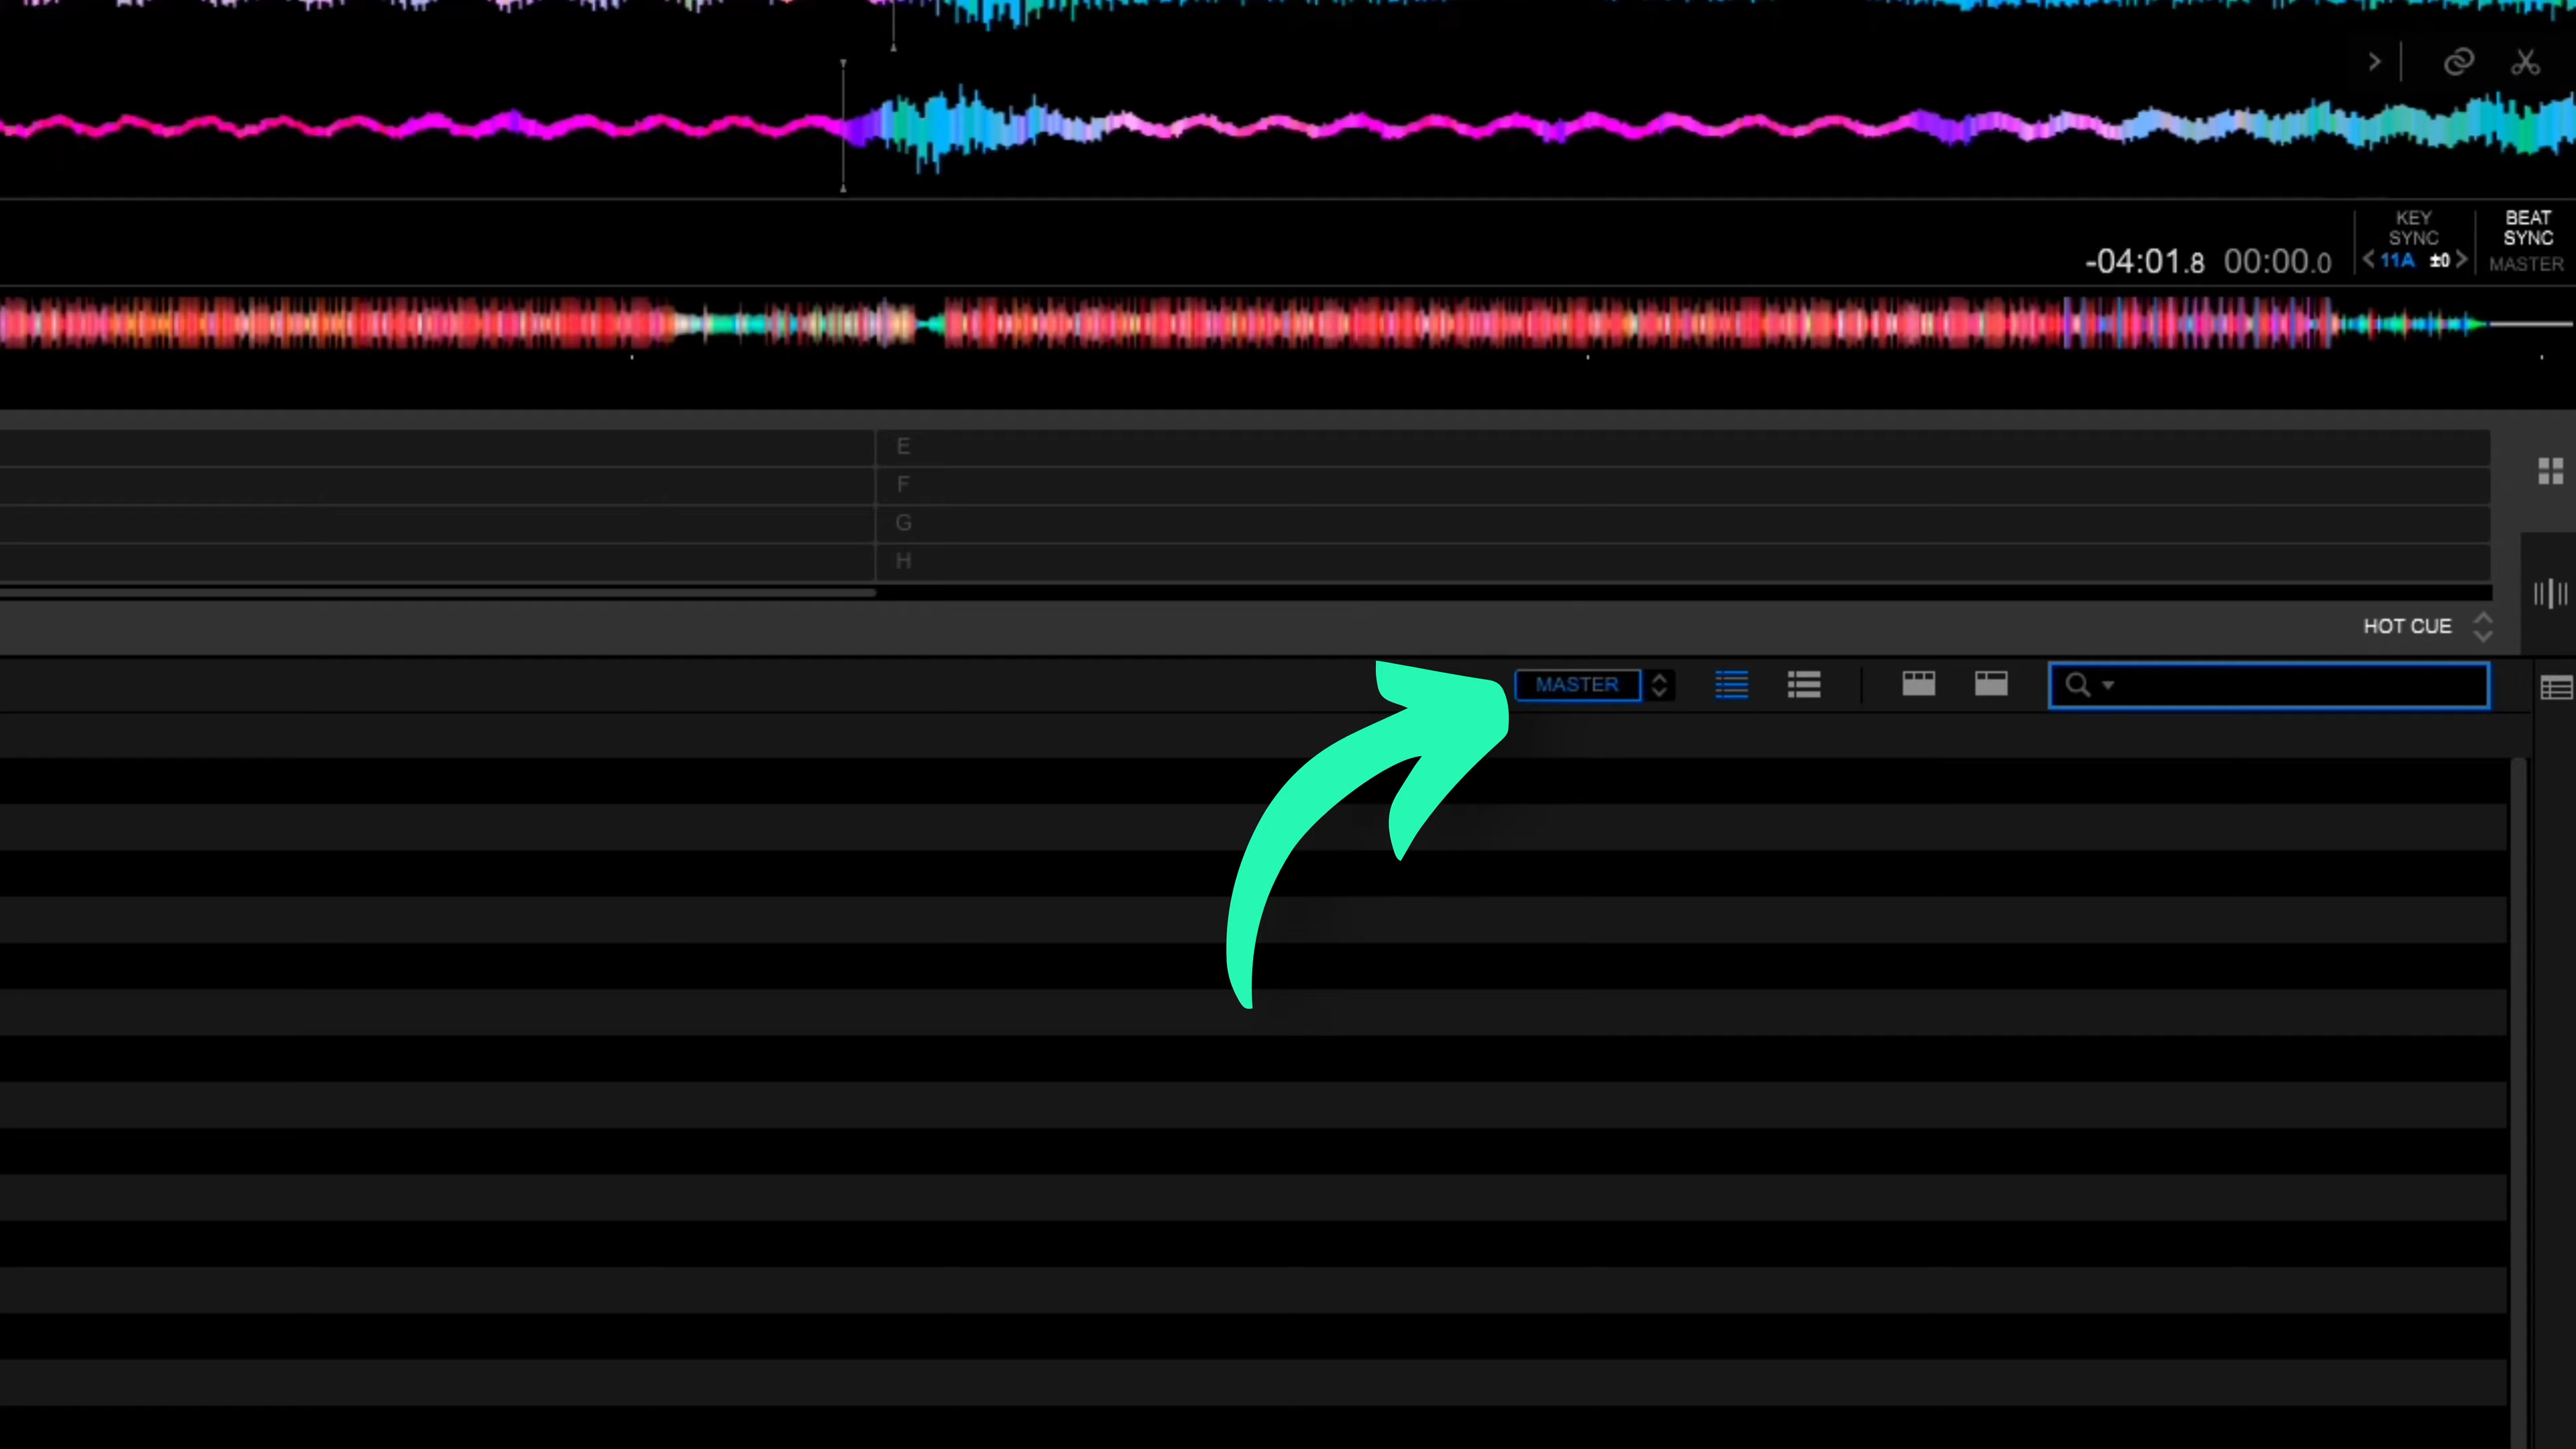 KEY
SYNC
11A ±0
BEAT
SYNC
MASTER
-04:01.8 00:00.0
E
F
G
H
HOT CUE
MASTER